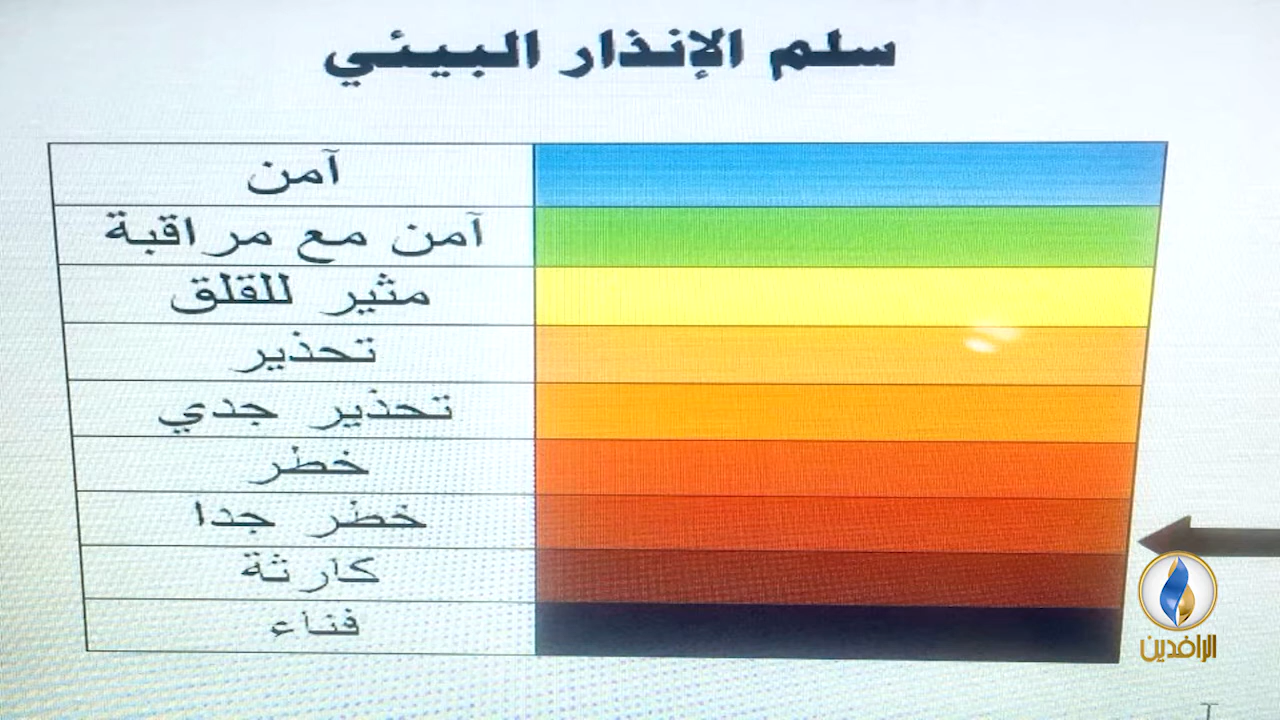 سلم الإنذار البيئي
آمن
آمن مع مراقبة
مثير للقلق
تحذير
تحذير جدي
خطر
خطر جدا
كارثة
فناء
الرافدين